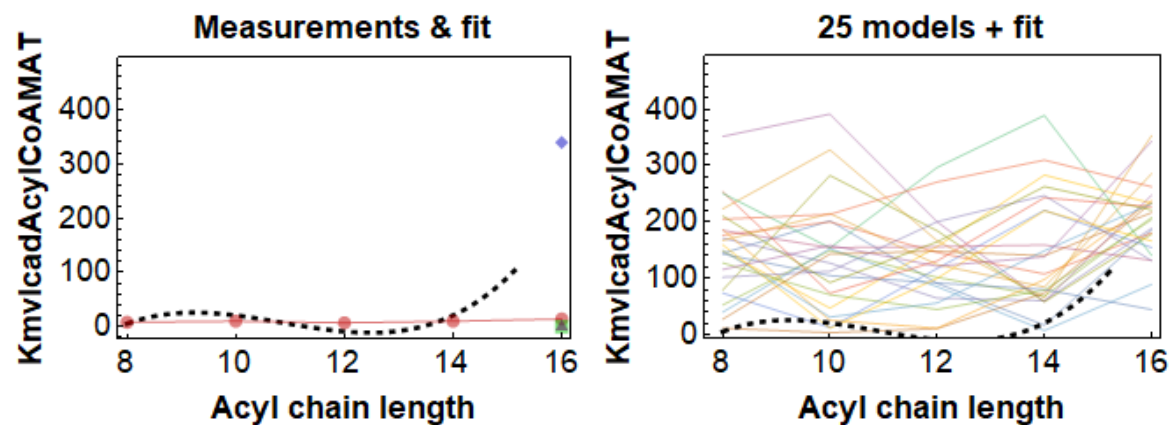 Measurements & fit
KmvlcadAcylCoAMAT
400
300
200
100
0
8 10 12 14 16
Acyl chain length
25 models + fit
KmvlcadAcylCoAMAT
400
300
200
100
0
8 10 12 14 16
Acyl chain length